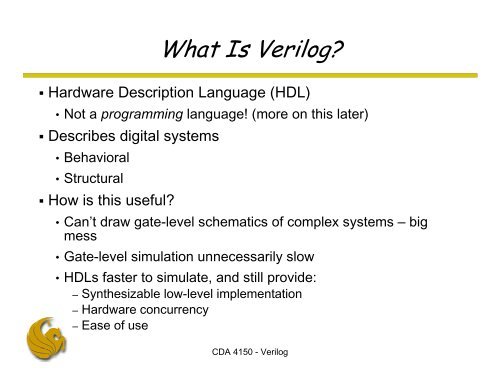 What Is Verilog?
▪ Hardware Description Language (HDL)
• Not a programming language! (more on this later)
▪ Describes digital systems
• Behavioral
• Structural
▪ How is this useful?
• Can’t draw gate-level schematics of complex systems – big
mess
• Gate-level simulation unnecessarily slow
• HDLs faster to simulate, and still provide:
– Synthesizable low-level implementation
– Hardware concurrency
– Ease of use
CDA 4150 - Verilog